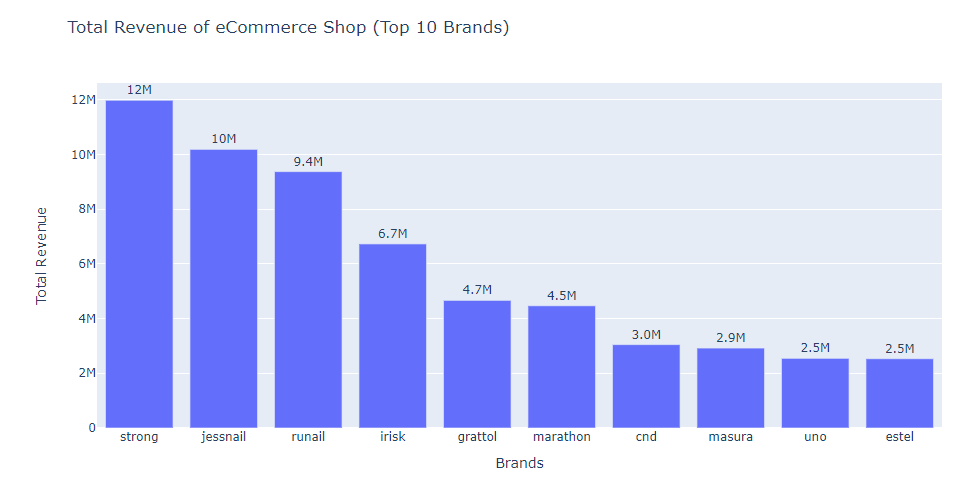 Total Revenue of eCommerce Shop (Top 10 Brands)
12M
10M
8M
6M
4M
2M
0
Total Revenue
12M
10M
9.4M
6.7M
4.7M
4.5M
3.0M
2.9M
2.5M
2.5M
strong jessnail runail irisk grattol marathon cnd masura uno estel
Brands